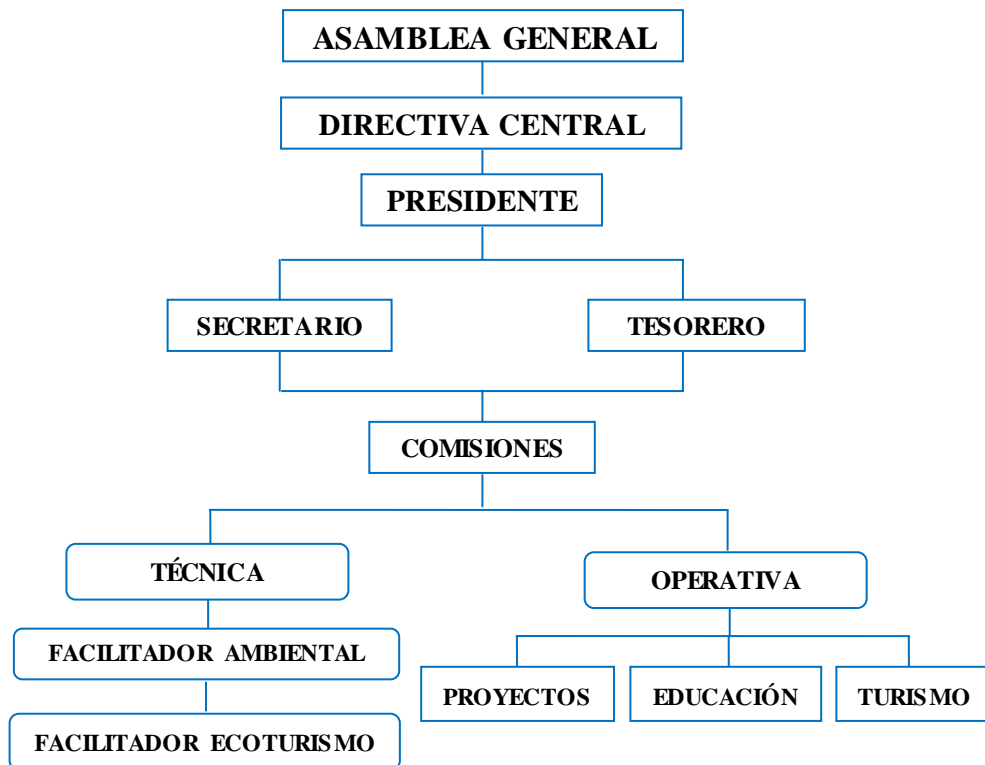 ASAMBLEA GENERAL
DIRECTIVA CENTRAL
PRESIDENTE
SECRETARIO
TESORERO
COMISIONES
TÉCNICA
OPERATIVA
FACILITADOR AMBIENTAL
PROYECTOS
EDUCACIÓN
TURISMO
FACILITADOR ECOTURISMO